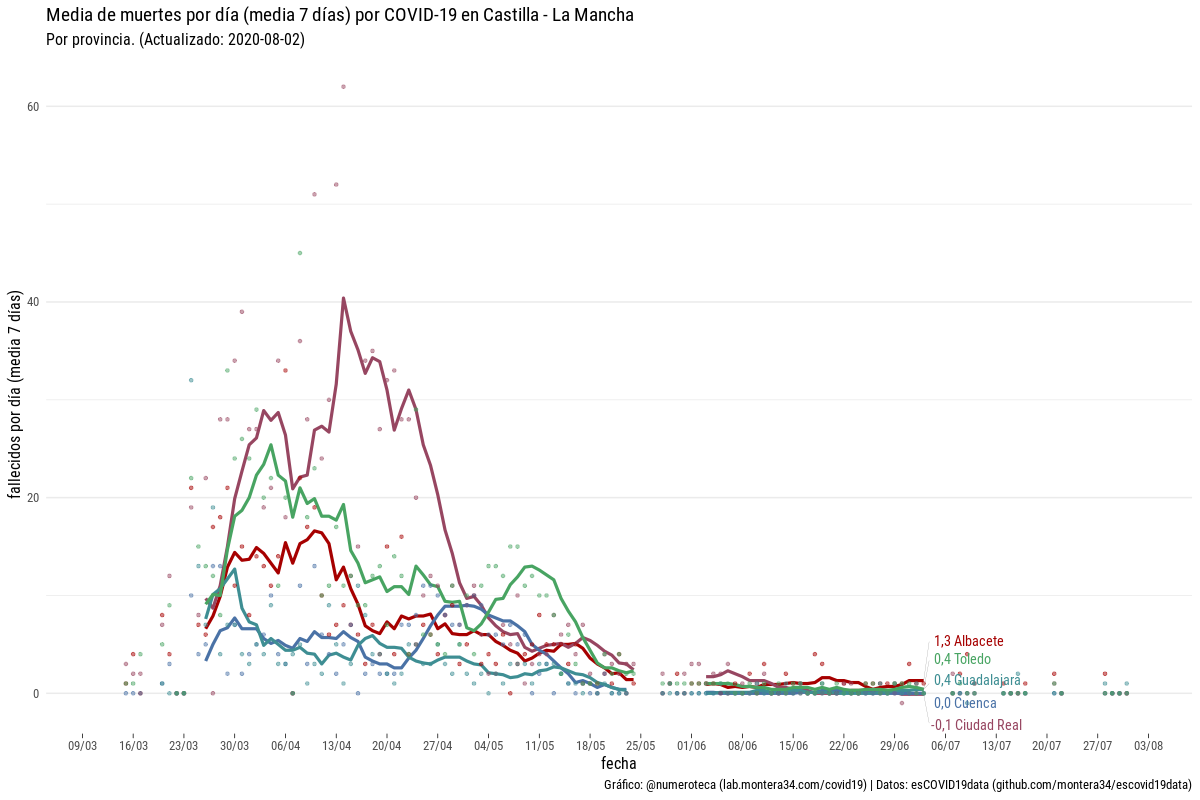 Media de muertes por día (media 7 días) por COVID-19 en Castilla - La Mancha
Por provincia. (Actualizado: 2020-08-02)
fallecidos por día (media 7 días)
60
40
20
0
1,3 Albacete
0,4 Toledo
0,4 Guadalajara
0,0 Cuenca
-0,1 Ciudad Real
09/03 16/03 23/03 30/03 06/04 13/04 20/04 27/04 04/05 11/05 18/05 25/05 01/06 08/06 15/06 22/06 29/06 06/07 13/07 20/07 27/07 03/08
fecha
Gráfico: @numeroteca (lab.montera34.com/covid19) | Datos: esCOVID19data (github.com/montera34/escovid19data)